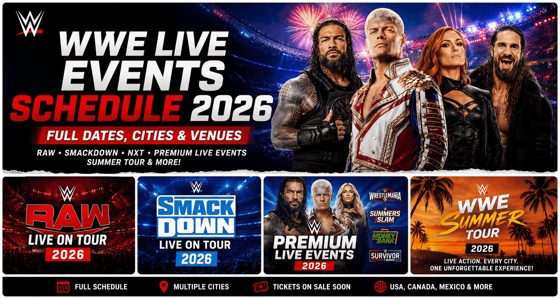 W
WWE LIVE
EVENTS
SCHEDULE 2026
FULL DATES, CITIES & VENUES
RAW • SMACKDOWN • NXT • PREMIUM LIVE EVENTS
SUMMER TOUR & MORE!
W
RAW
LIVE ON TOUR
2026
W
SMACK
DOWN
LIVE ON TOUR
2026
W
PREMIUM
LIVE EVENTS
2026
WRESTLEMANIA
SUMMER
SLAM
MONEY
BANK
SURVIVOR
W
WWE
SUMMER
TOUR
2026
LIVE ACTION. EVERY CITY.
ONE UNFORGETTABLE EXPERIENCE!
FULL SCHEDULE
MULTIPLE CITIES
TICKETS ON SALE SOON
USA, CANADA, MEXICO & MORE